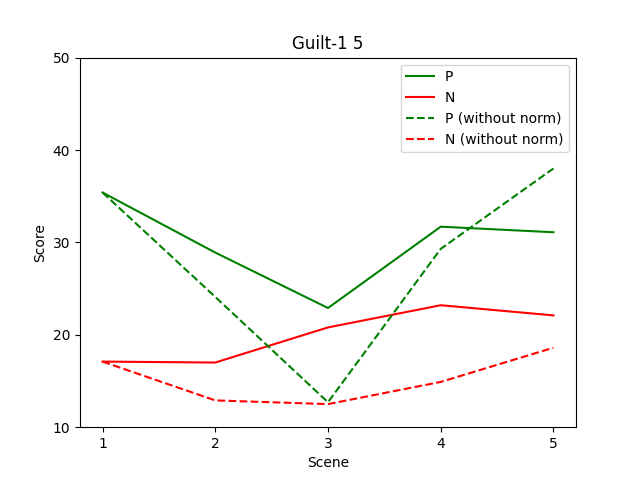 Guilt-1 5
50
40
30
20
10
Score
P
N
P (without norm)
N (without norm)
1 2 3 4 5
Scene